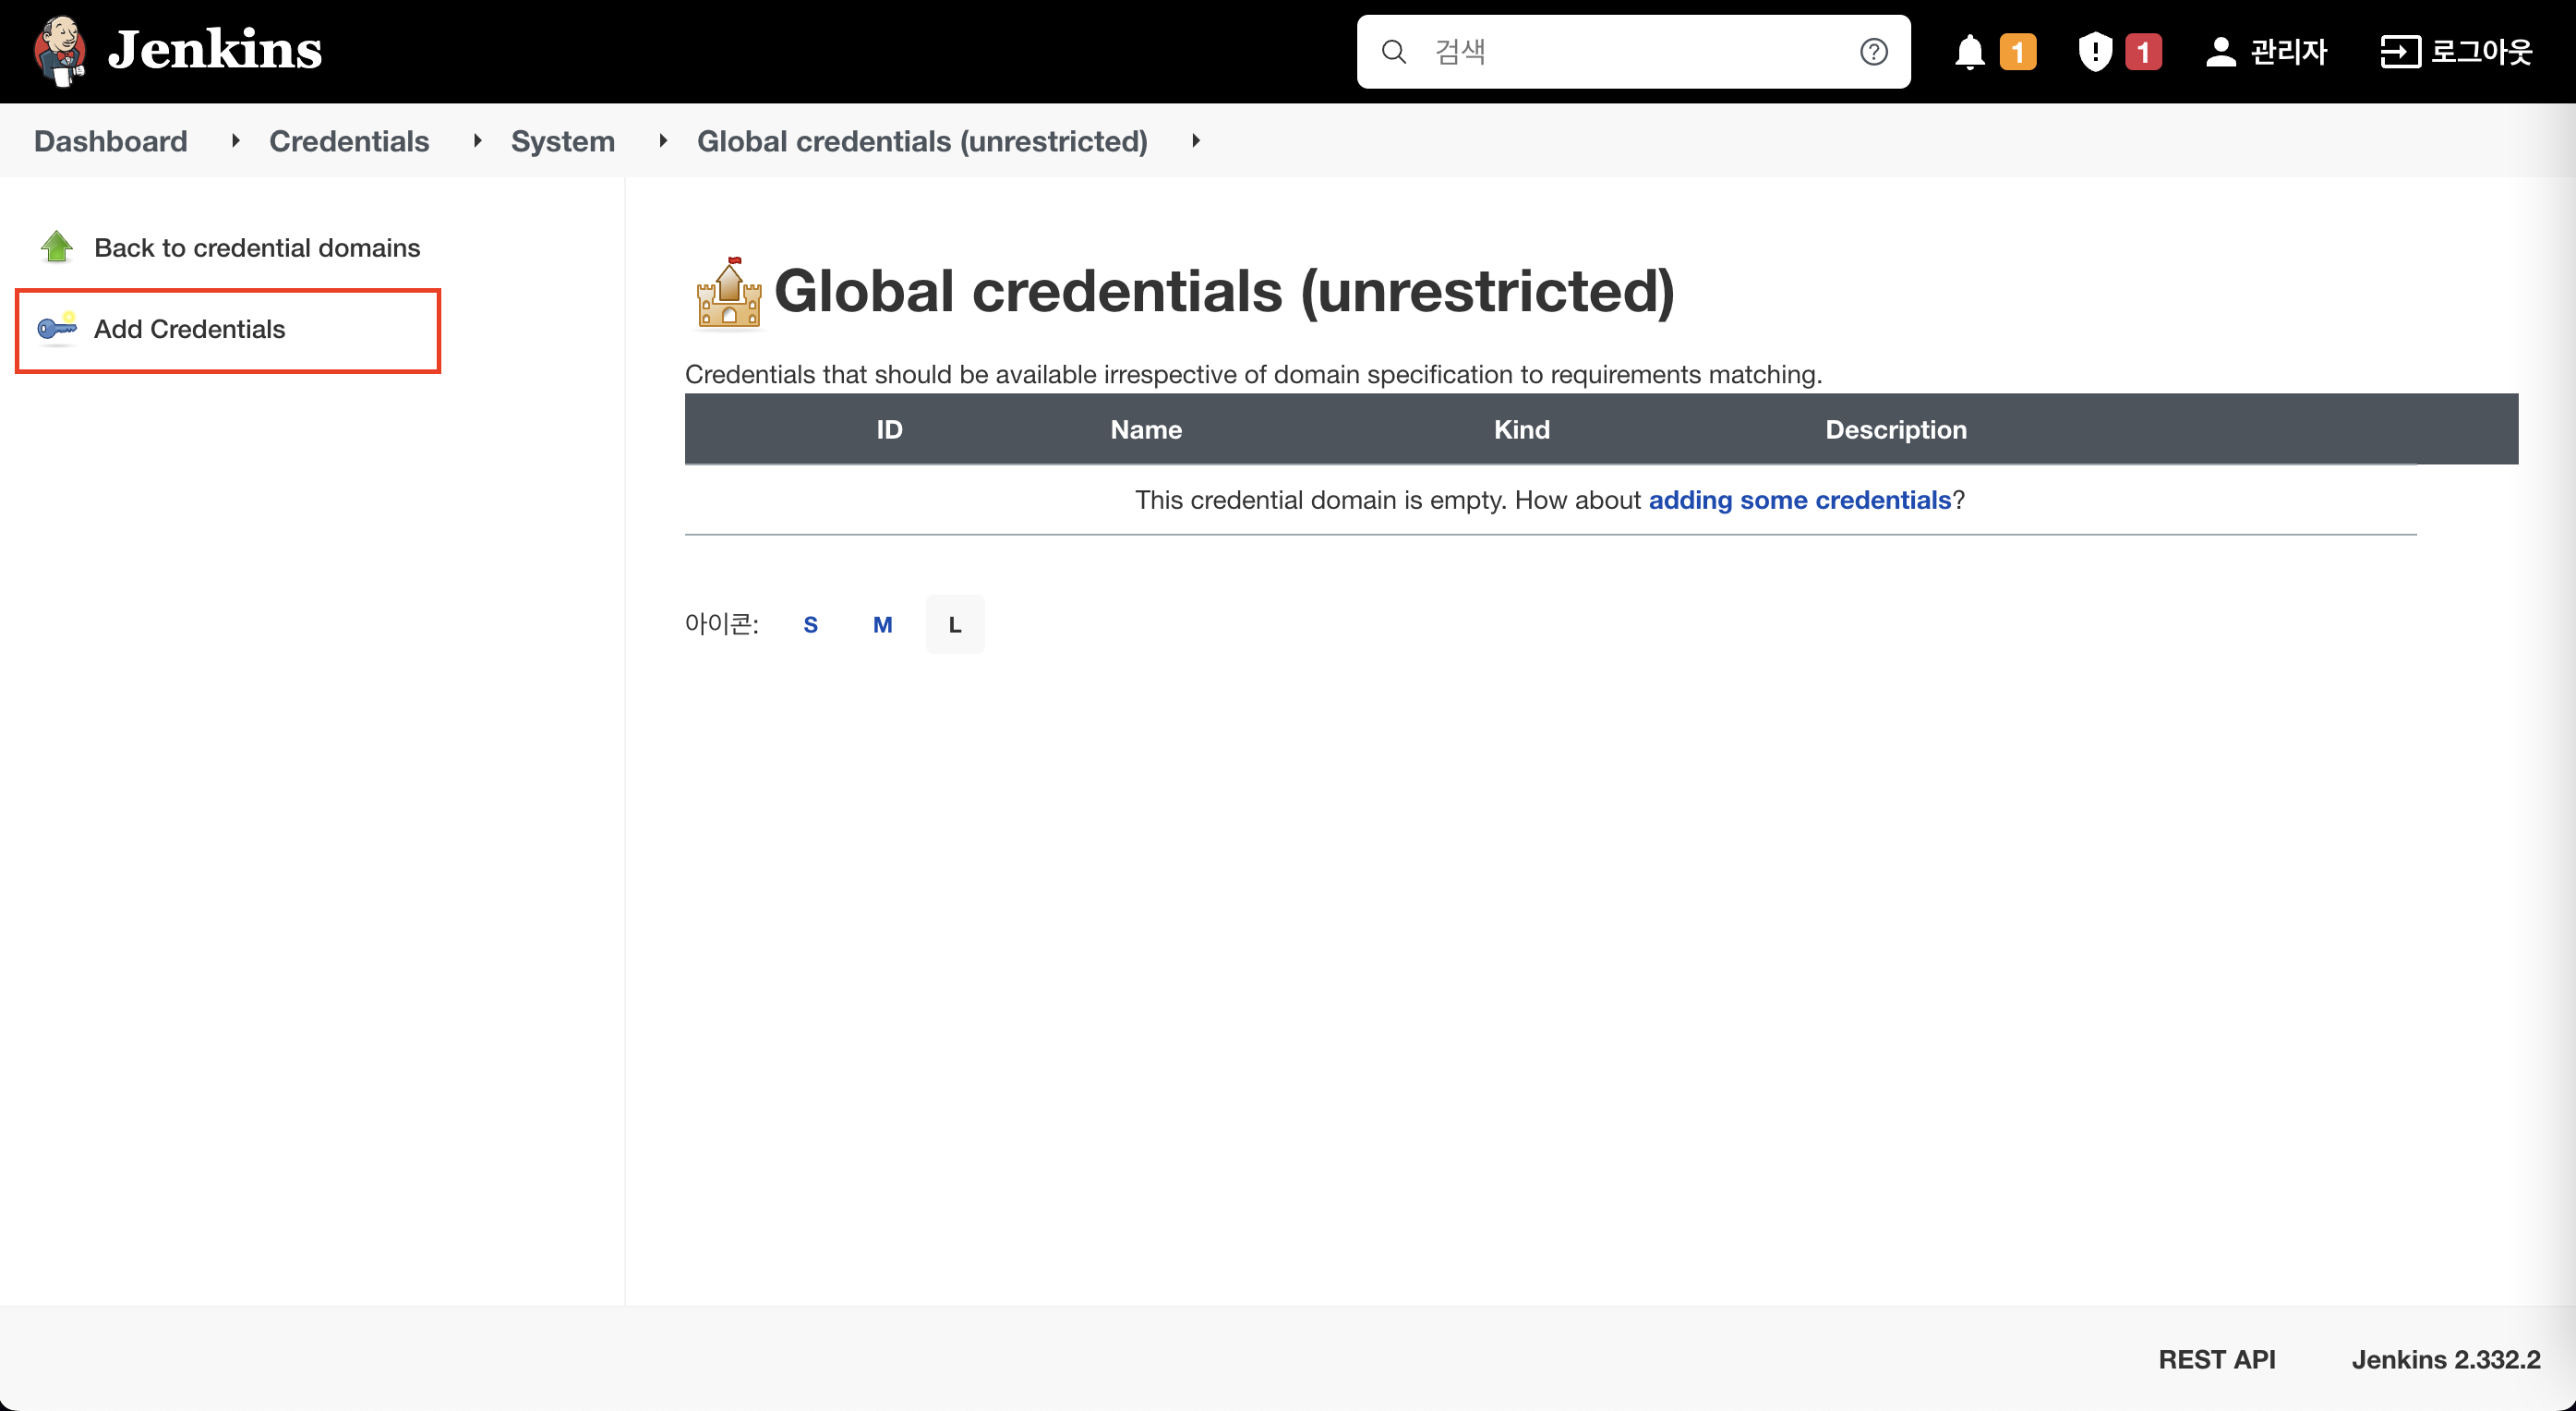 Jenkins
검색
1
1
관리자
로그아웃
Dashboard
Credentials
System
Global credentials (unrestricted)
Back to credential domains
Add Credentials
Global credentials (unrestricted)
Credentials that should be available irrespective of domain specification to requirements matching.
ID Name Kind Description
This credential domain is empty. How about adding some credentials?
아이콘: S M L
REST API Jenkins 2.332.2